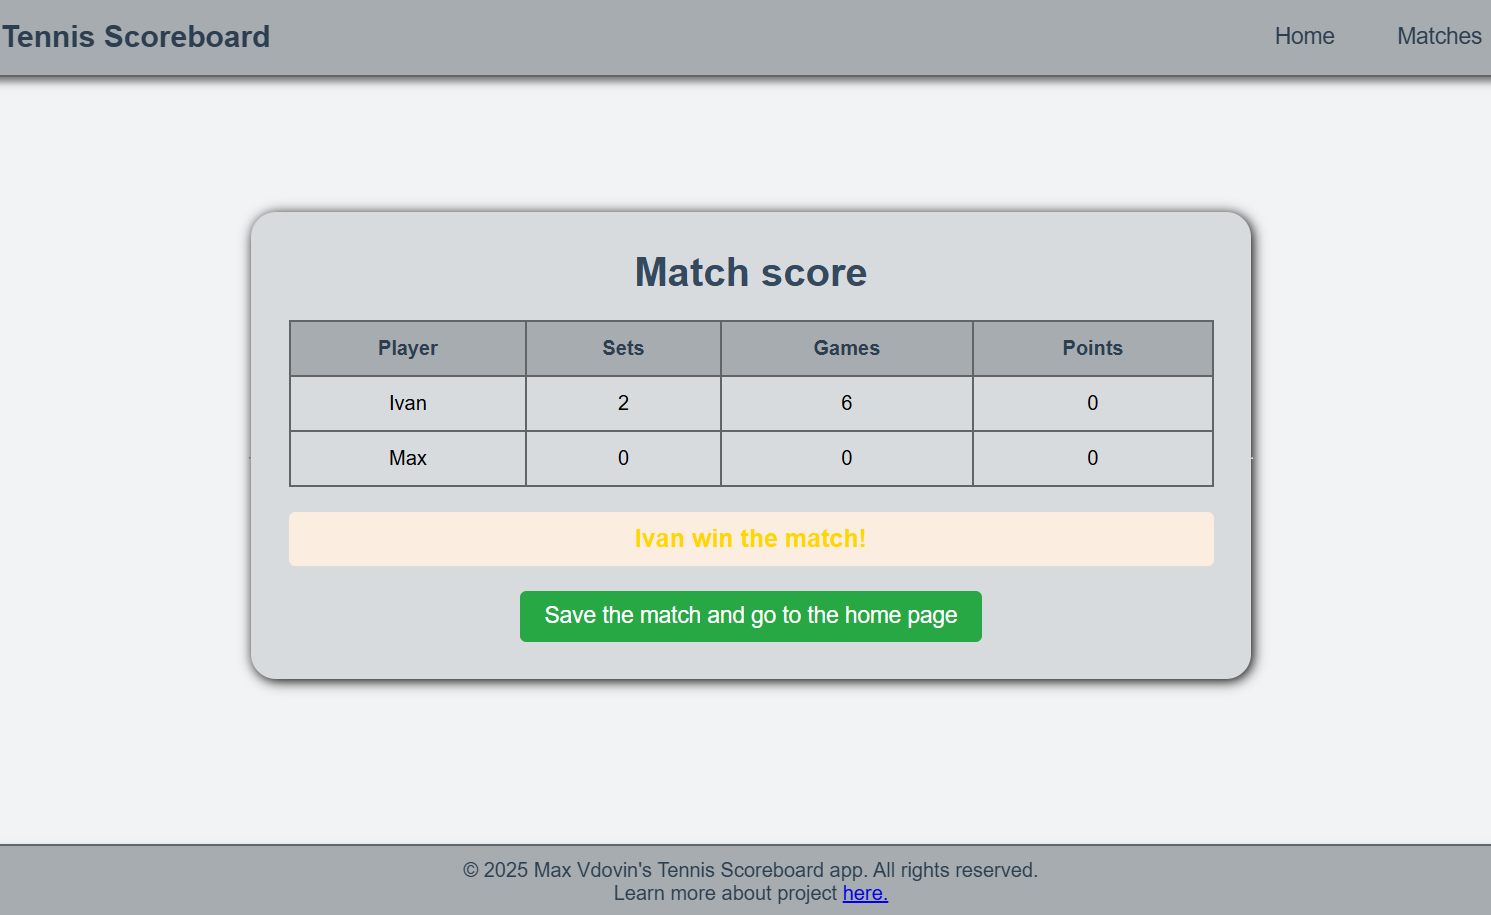 Tennis Scoreboard Home Matches
Match score
Player Sets Games Points
Ivan 2 6 0
Max 0 0 0
Ivan win the match!
Save the match and go to the home page
© 2025 Max Vdovin's Tennis Scoreboard app. All rights reserved.
Learn more about project here.